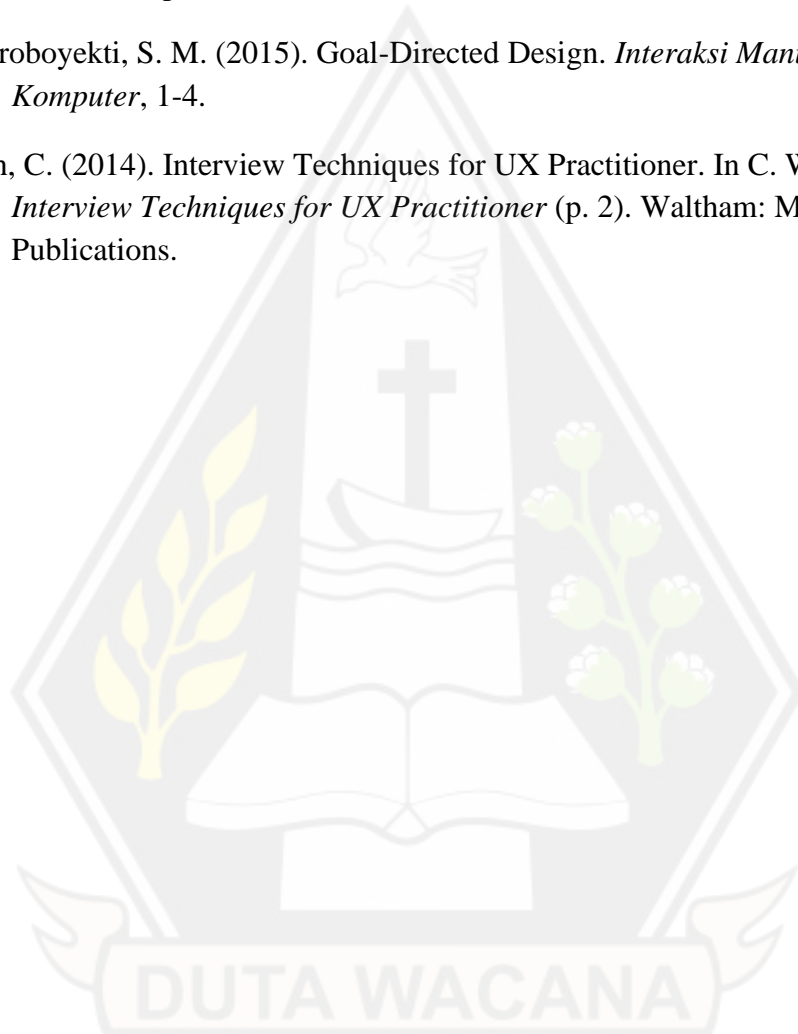 roboyekti, S. M. (2015). Goal-Directed Design. Interaksi Man
Komputer, 1-4.
n, C. (2014). Interview Techniques for UX Practitioner. In C. W
Interview Techniques for UX Practitioner (p. 2). Waltham: M
Publications.
DUTA WACANA